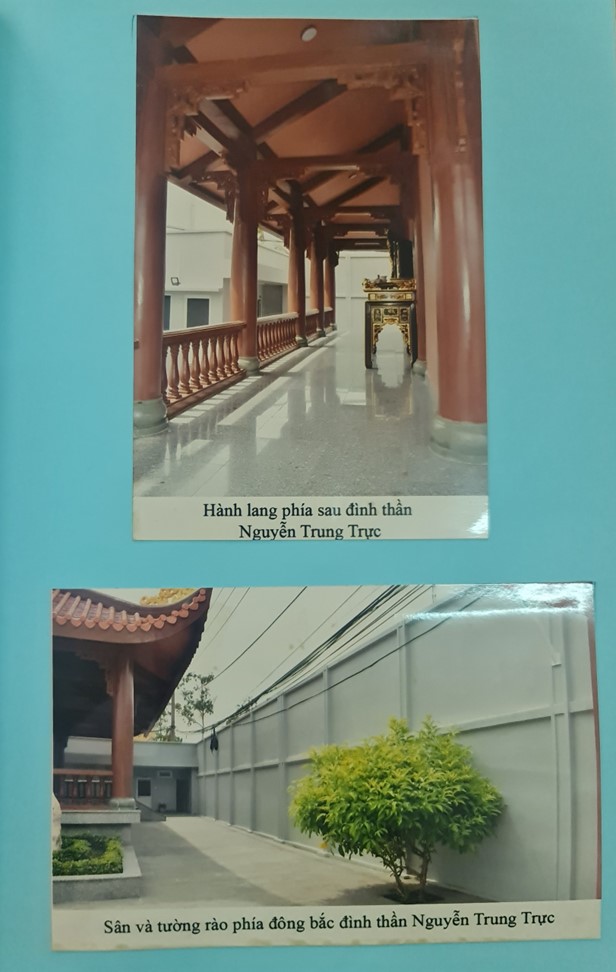 Hành lang phía sau đình thần
Nguyễn Trung Trực
Sân và tường rào phía đông bắc đình thần Nguyễn Trung Trực